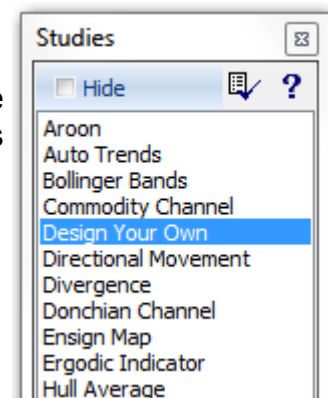 Studies
Hide ?
e
s
Aroon
Auto Trends
Bollinger Bands
Commodity Channel
Design Your Own
Directional Movement
Divergence
Donchian Channel
Ensign Map
Ergodic Indicator
Hull Average